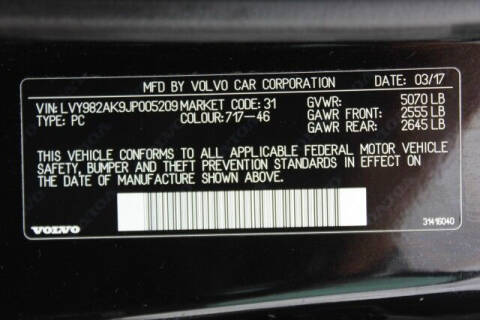 MFD BY VOLVO CAR CORPORATION DATE: 03/17
VIN: LVY982AK9JP005209 MARKET CODE: 31 GVWR: 5070 LB
TYPE: PC COLOUR: 717-46 GAWR FRONT: 2555 LB
GAWR REAR: 2645 LB
THIS VEHICLE CONFORMS TO ALL APPLICABLE FEDERAL MOTOR VEHICLE
SAFETY, BUMPER AND THEFT PREVENTION STANDARDS IN EFFECT ON
THE DATE OF MANUFACTURE SHOWN ABOVE.
VOLVO 31416040